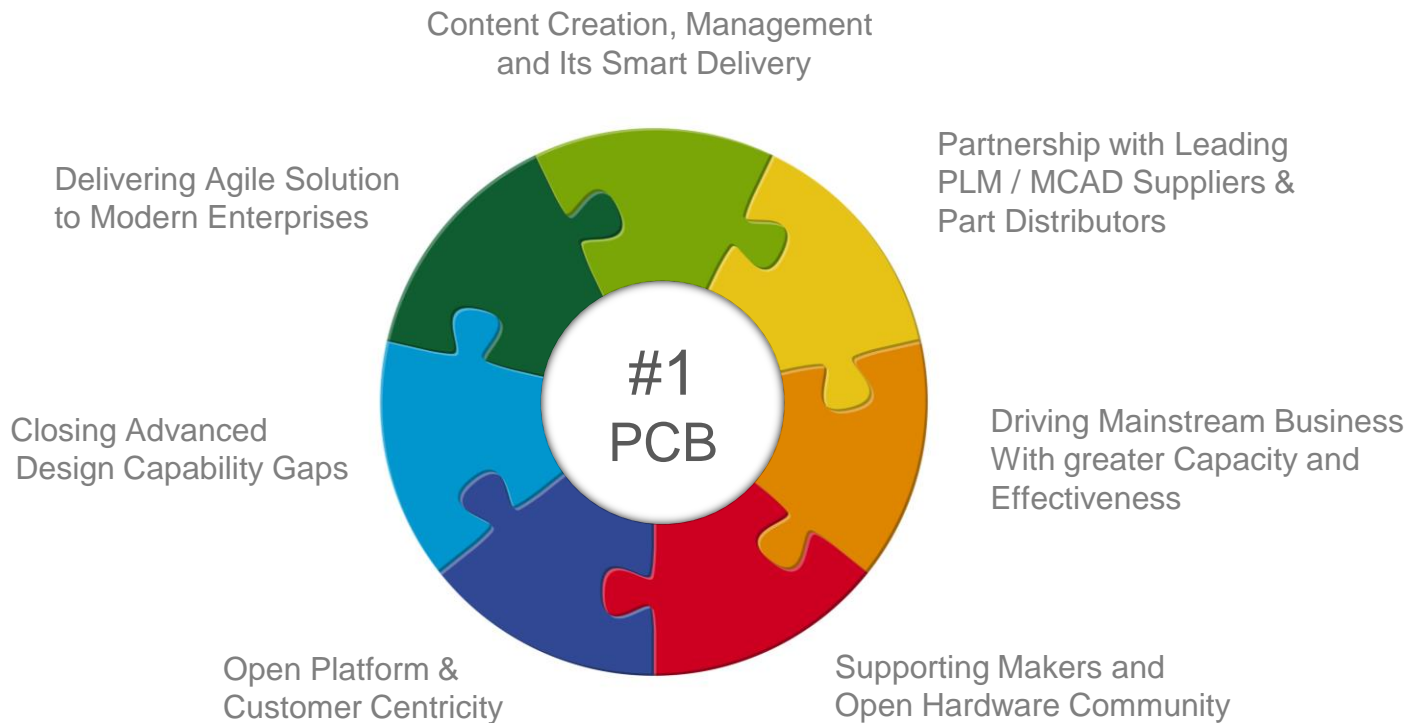 Content Creation, Management
and Its Smart Delivery
Partnership with Leading
PLM / MCAD Suppliers &
Part Distributors
Delivering Agile Solution
to Modern Enterprises
#1
PCB
Driving Mainstream Business
With greater Capacity and
Effectiveness
Closing Advanced
Design Capability Gaps
Open Platform &
Customer Centricity
Supporting Makers and
Open Hardware Community